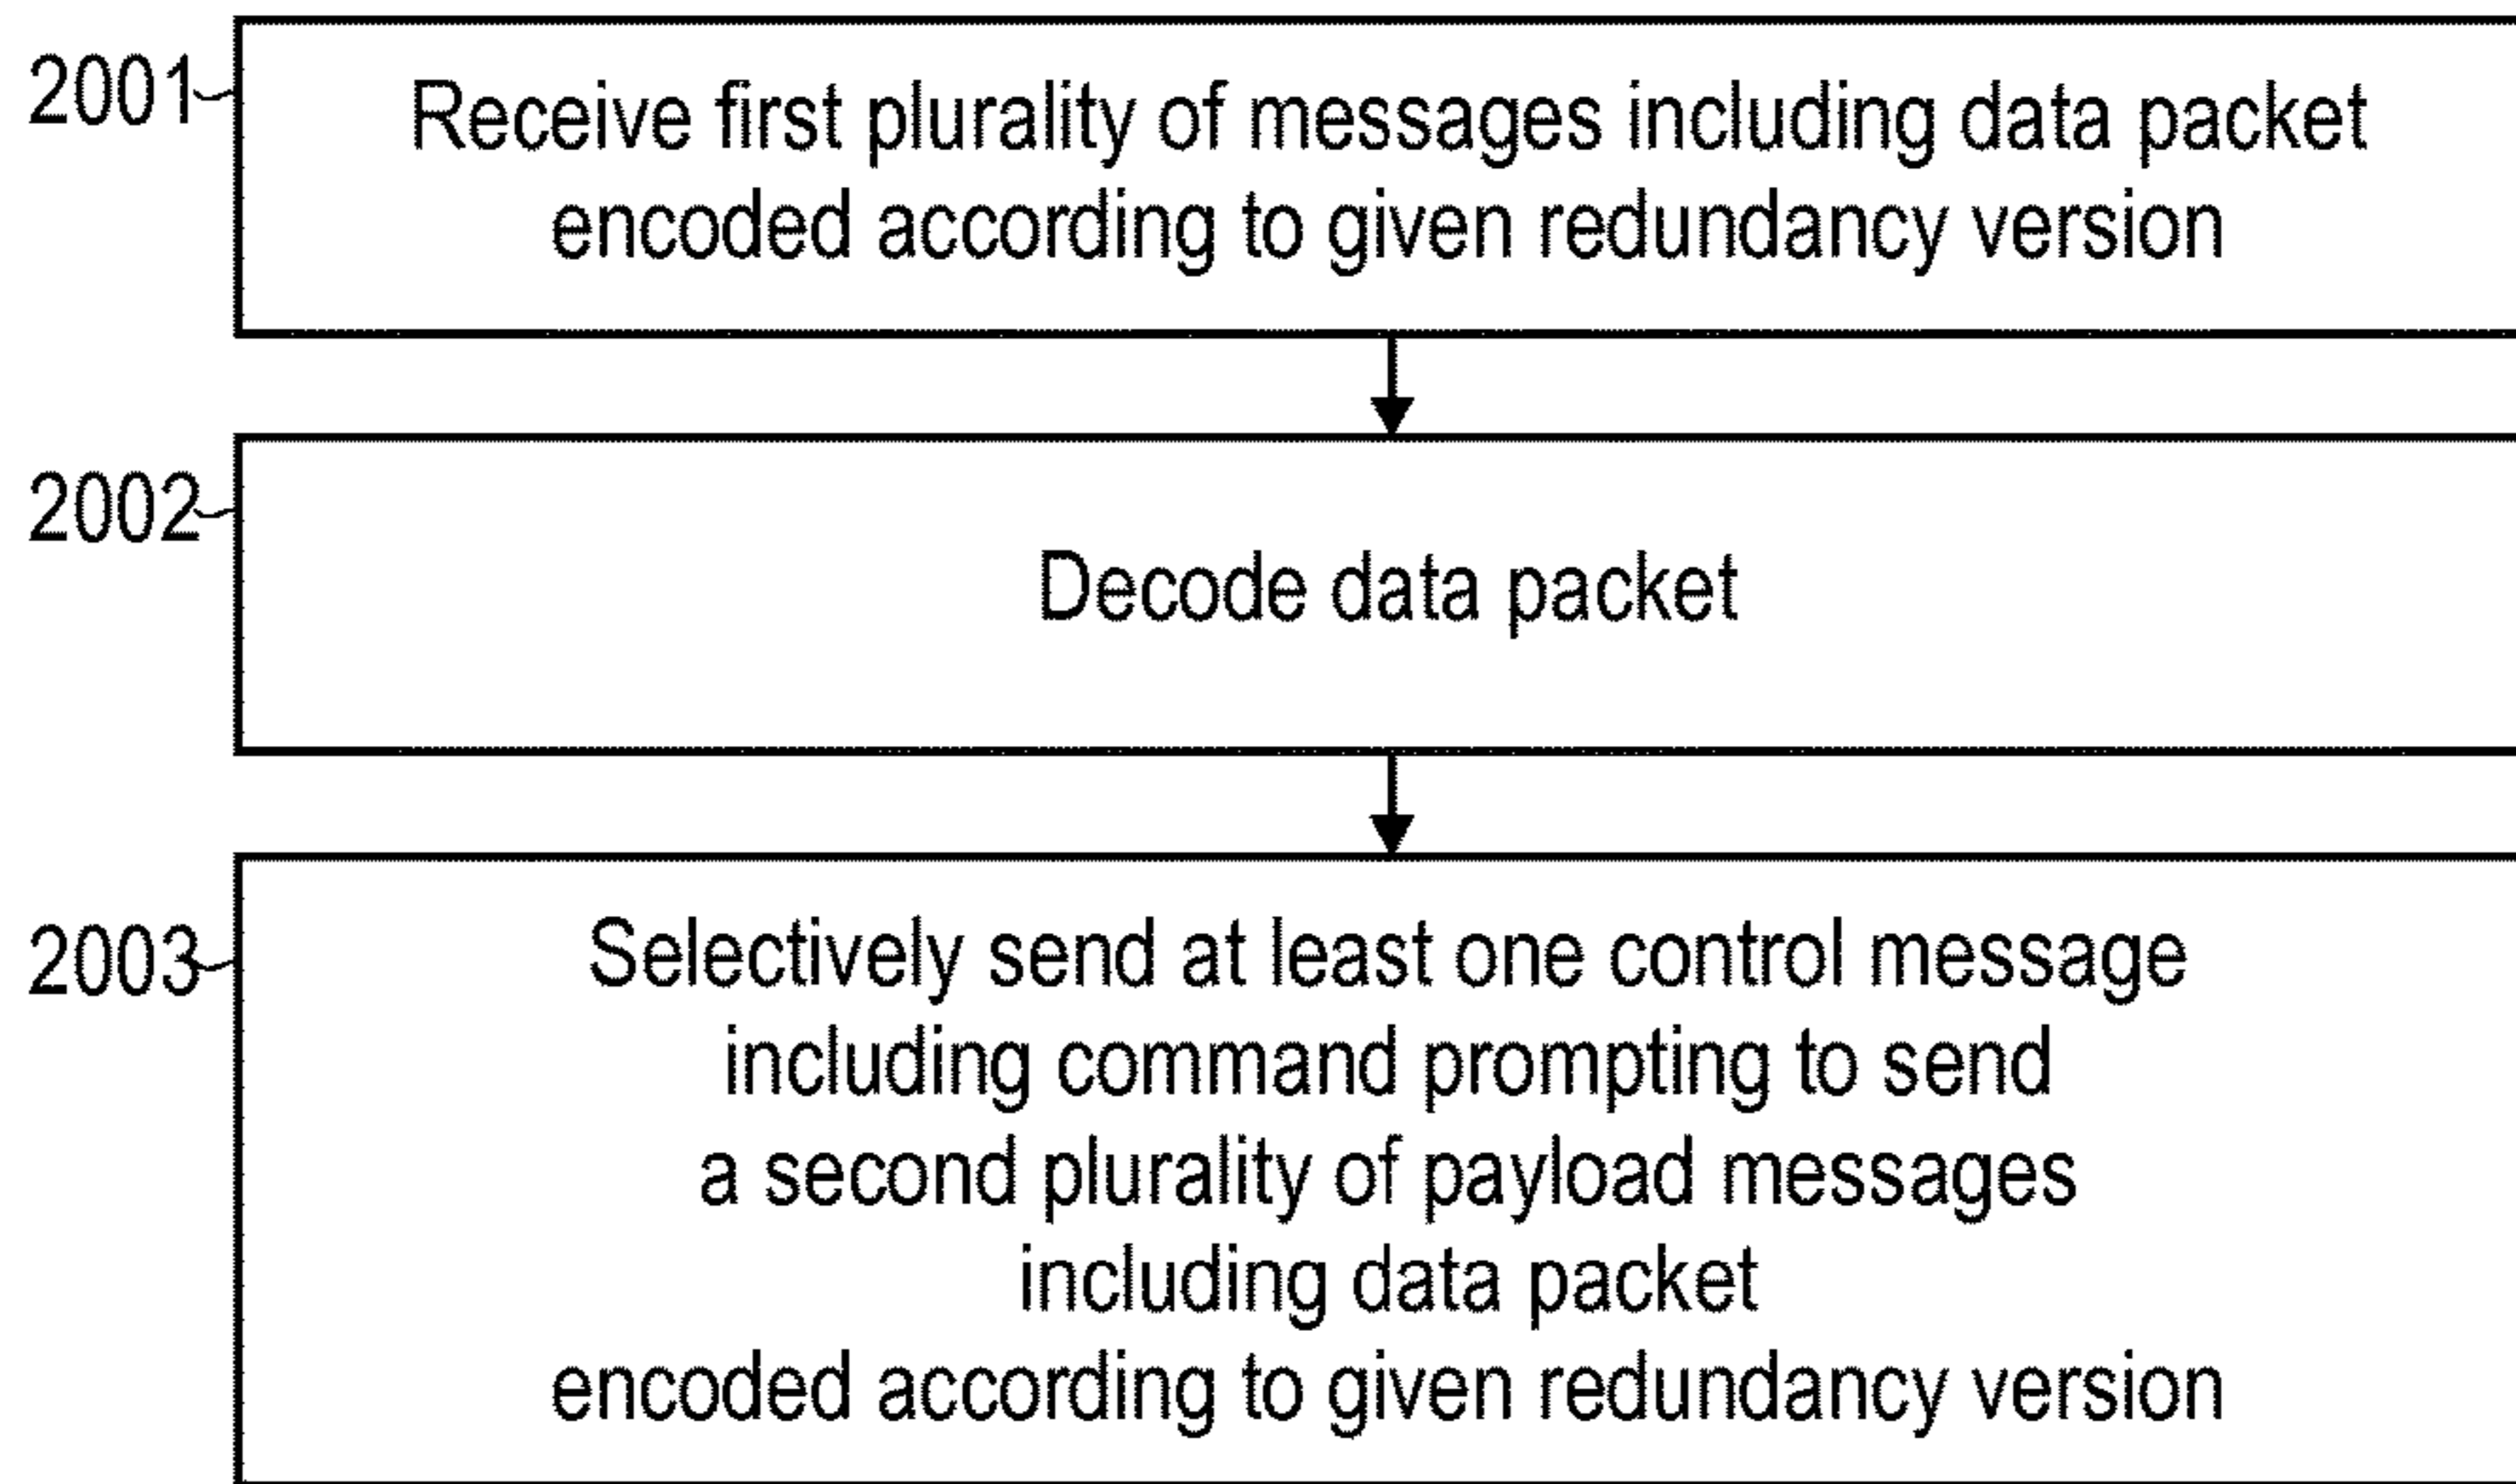 2001
Receive first plurality of messages including data packet
encoded according to given redundancy version
2002
Decode data packet
2003
Selectively send at least one control message
including command prompting to send
a second plurality of payload messages
including data packet
encoded according to given redundancy version